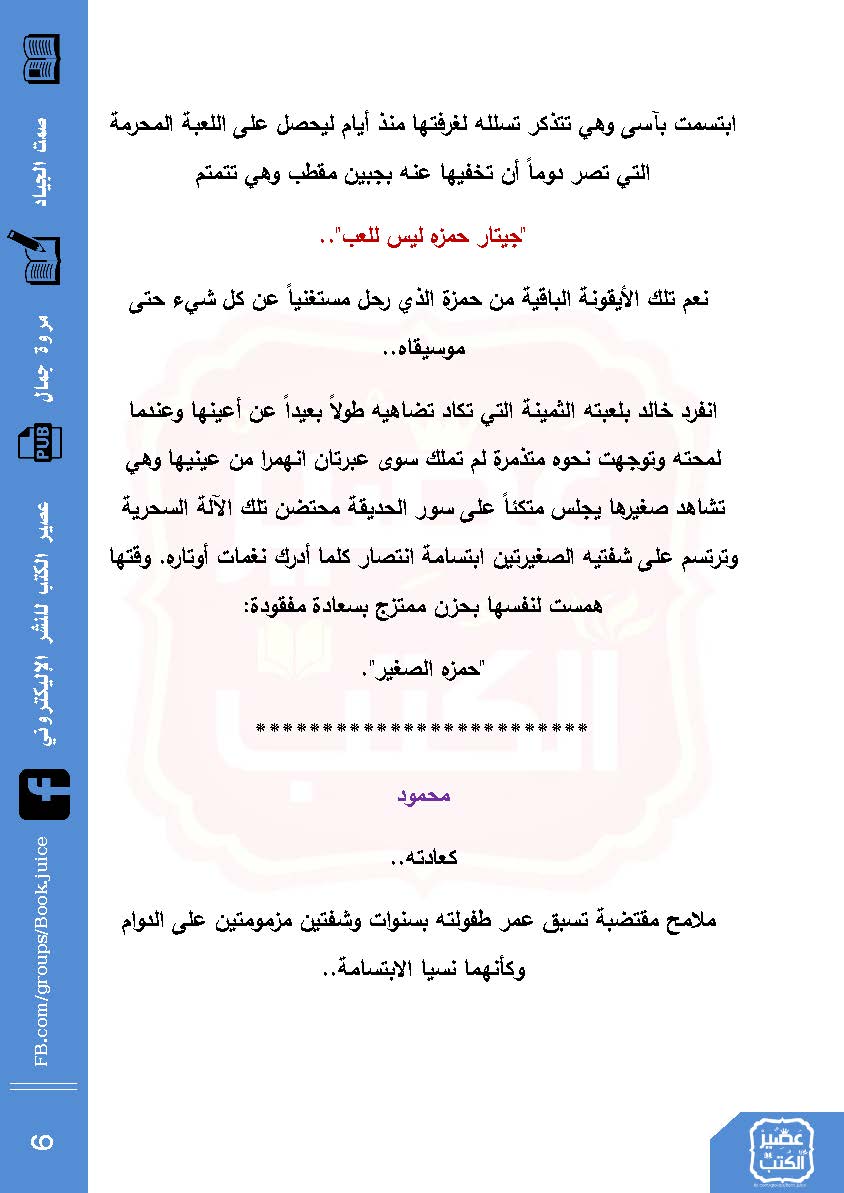 ابتسمت بآسى وهي تتذكر تسلله لغرفتها منذ أيام ليحصل على اللعبة المحرمة
التي تصر دوماً أن تخفيها عنه بجبين مقطب وهي تتمتم
"جيتار حمزه ليس للعب"..
نعم تلك الأيقونة الباقية من حمزة الذي رحل مستغنياً عن كل شيء حتى
موسيقاه..
انفرد خالد بلعبته الثمينة التي تكاد تضاهيه طولاً بعيداً عن أعينها وعندما
لمحته وتوجهت نحوه متذمرة لم تملك سوى عبرتان انهمرا من عينيها وهي
تشاهد صغيرها يجلس متكئاً على سور الحديقة محتضن تلك الآلة السحرية
وترتسم على شفتيه الصغيرتين ابتسامة انتصار كلما أدرك نغمات أوتاره. وقتها
همست لنفسها بحزن ممتزج بسعادة مفقودة:
"حمزه الصغير".
*************************
محمود
كعادته..
ملامح مقتضبة تسبق عمر طفولته بسنوات وشفتين مزمومتين على الدوام
وكأنهما نسيا الابتسامة..
صمت الجياد
مروة جمال
PUB
عصير الكتب للنشر الإليكتروني
FB.com/groups/Book.juice
6
عصير
الكتب